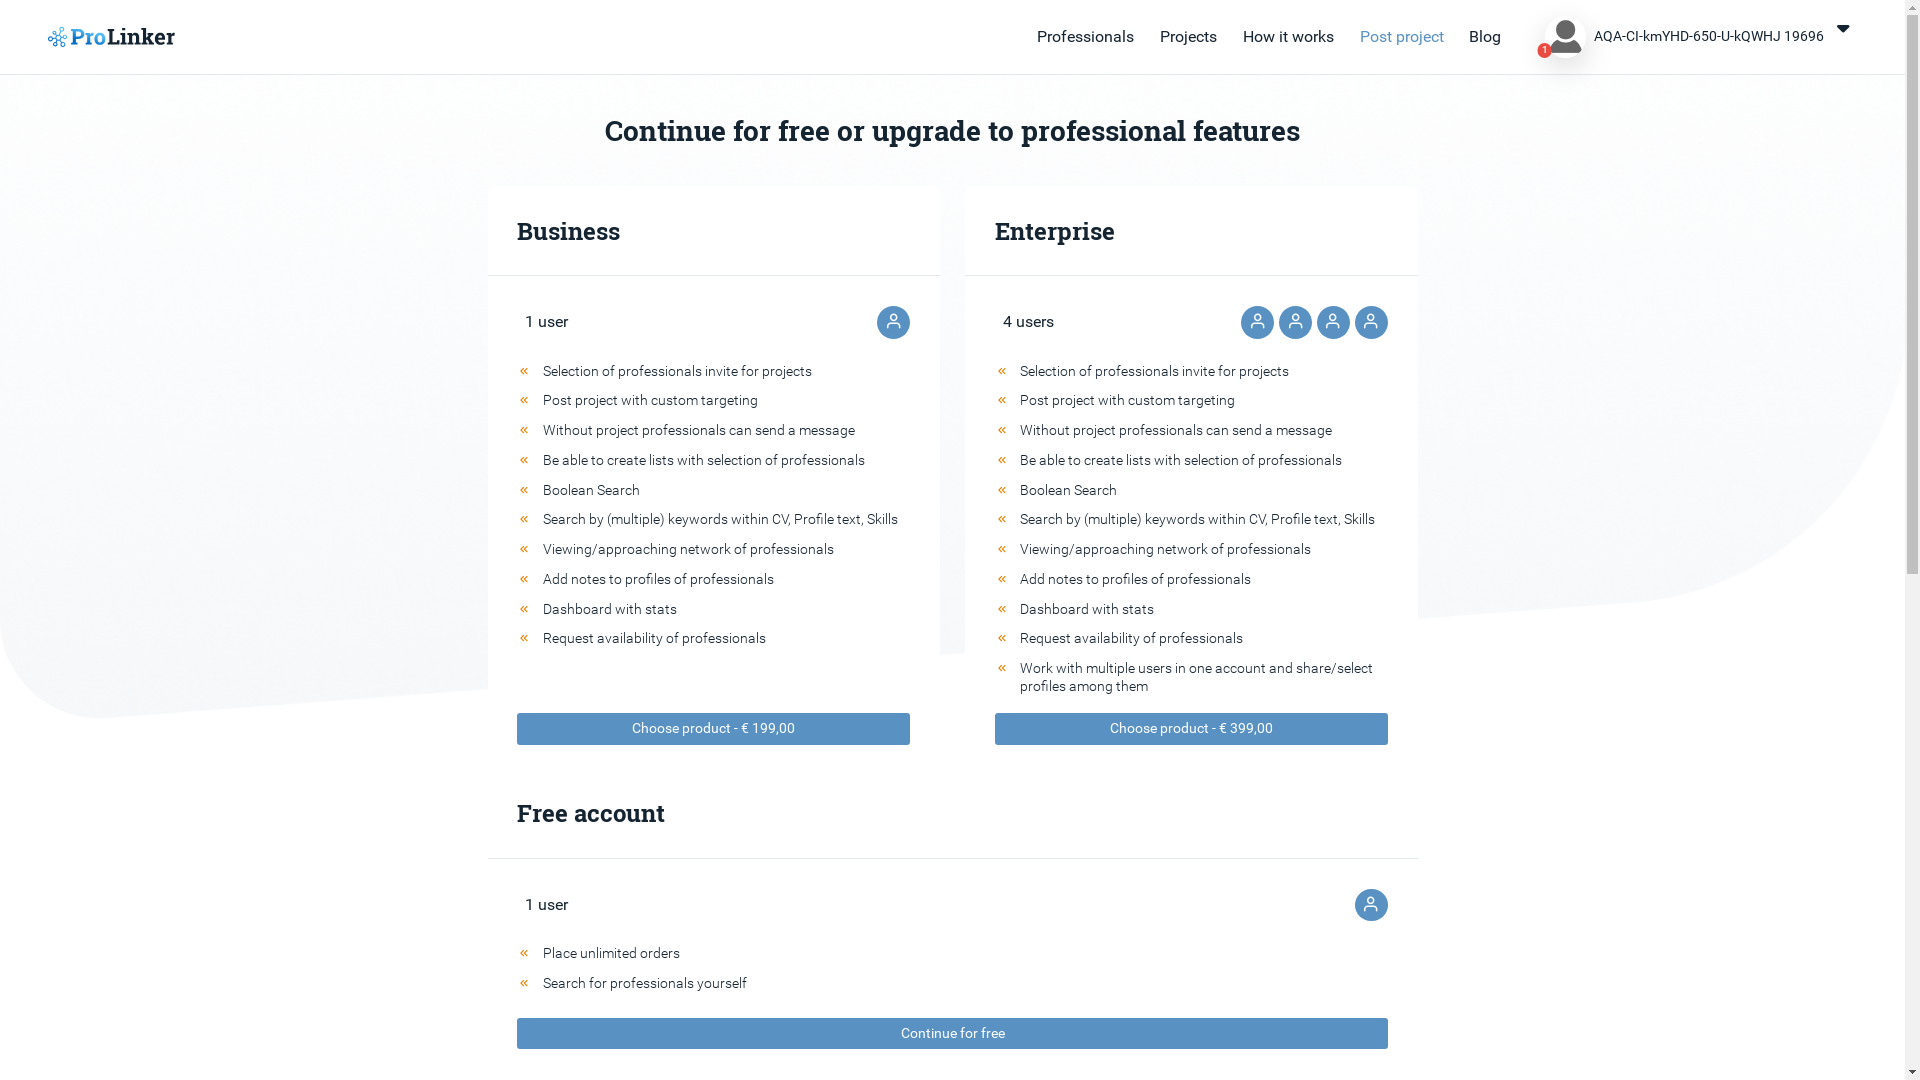 ProLinker
Professionals
Projects
How it works
Post project
Blog
1
AQA-CI-kmYHD-650-U-kQWHJ 19696
Continue for free or upgrade to professional features
Business
1 user
Selection of professionals invite for projects
Post project with custom targeting
Without project professionals can send a message
Be able to create lists with selection of professionals
Boolean Search
Search by (multiple) keywords within CV, Profile text, Skills
Viewing/approaching network of professionals
Add notes to profiles of professionals
Dashboard with stats
Request availability of professionals
Choose product - € 199,00
Enterprise
4 users
Selection of professionals invite for projects
Post project with custom targeting
Without project professionals can send a message
Be able to create lists with selection of professionals
Boolean Search
Search by (multiple) keywords within CV, Profile text, Skills
Viewing/approaching network of professionals
Add notes to profiles of professionals
Dashboard with stats
Request availability of professionals
Work with multiple users in one account and share/select
profiles among them
Choose product - € 399,00
Free account
1 user
Place unlimited orders
Search for professionals yourself
Continue for free